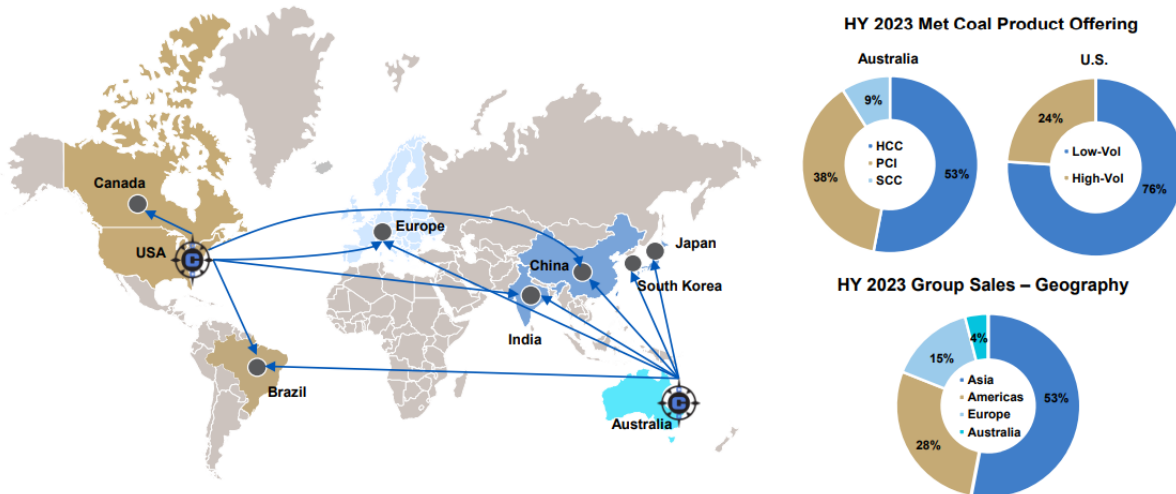 Canada
USA
Europe
China
Japan
South Korea
India
Brazil
Australia
C
C
HY 2023 Met Coal Product Offering
Australia
9%
38%
53%
HCC
PCI
SCC
U.S.
24%
76%
Low-Vol
High-Vol
HY 2023 Group Sales – Geography
4%
15%
53%
28%
Asia
Americas
Europe
Australia